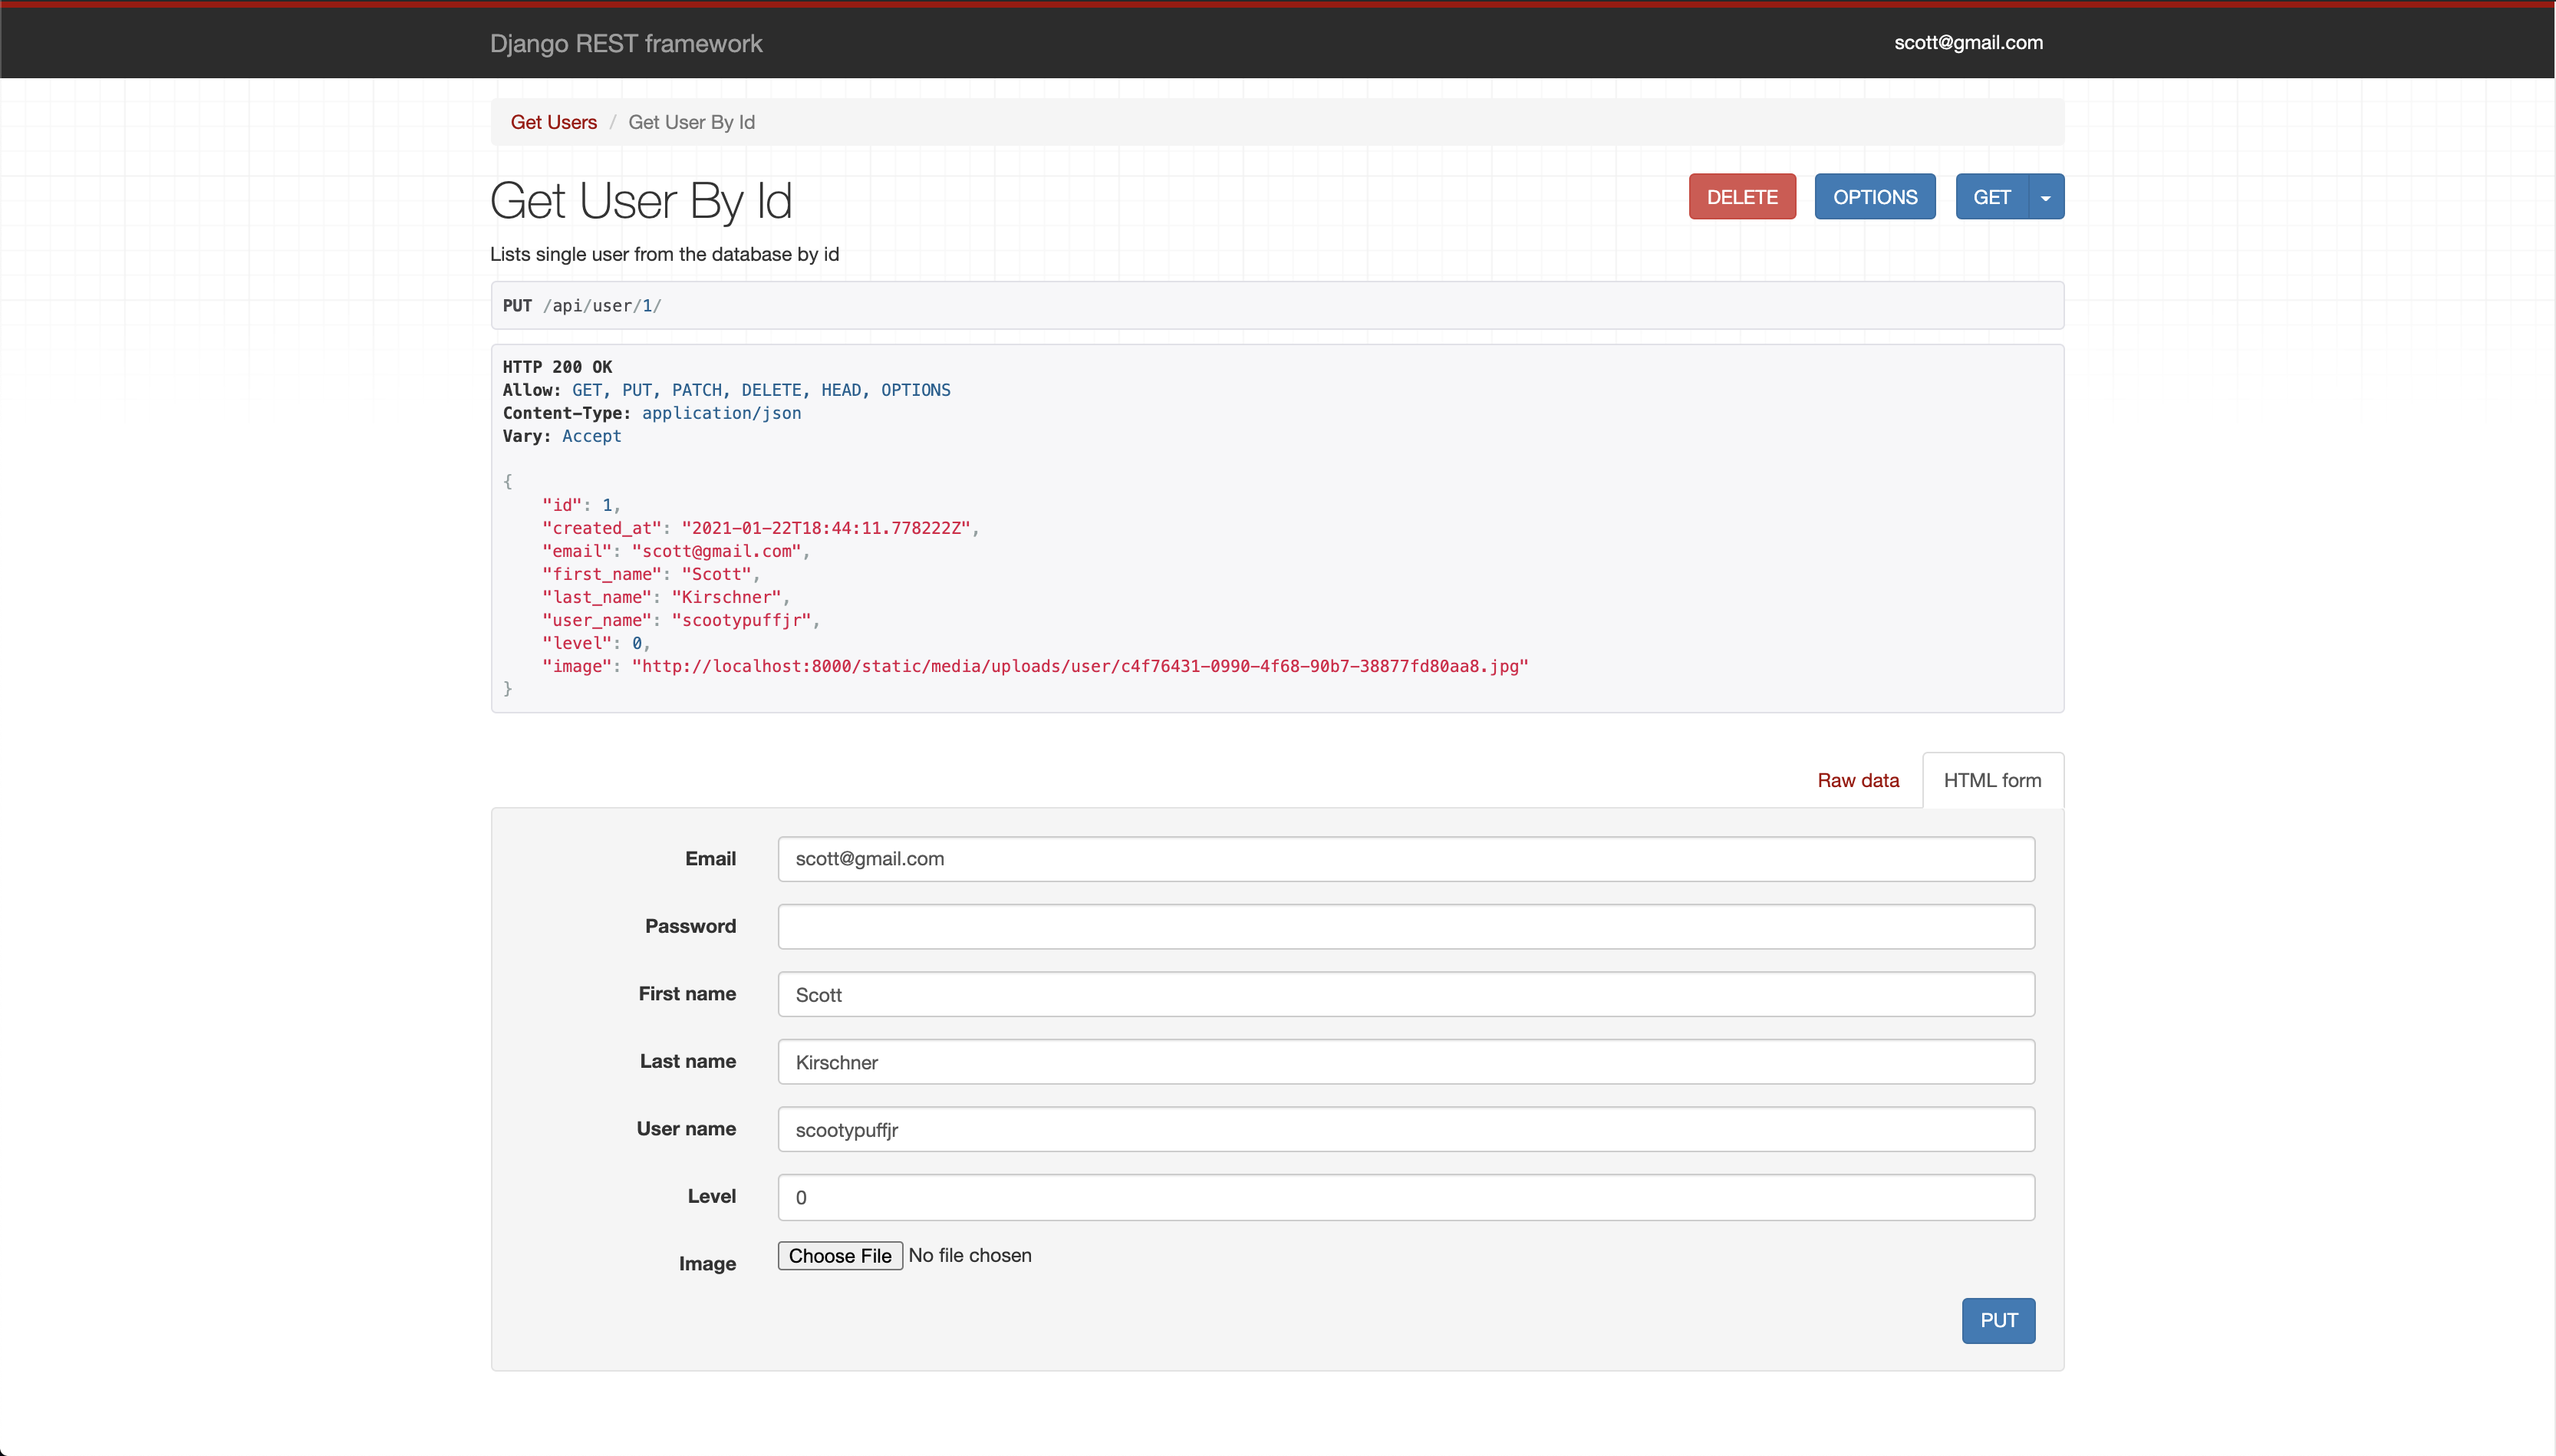 Django REST framework
scott@gmail.com
Get Users / Get User By Id
Get User By Id
DELETE
OPTIONS
GET
Lists single user from the database by id
PUT /api/user/1/
HTTP 200 OK
Allow: GET, PUT, PATCH, DELETE, HEAD, OPTIONS
Content-Type: application/json
Vary: Accept
{
    "id": 1,
    "created_at": "2021-01-22T18:44:11.778222Z",
    "email": "scott@gmail.com",
    "first_name": "Scott",
    "last_name": "Kirschner",
    "user_name": "scootypuffjr",
    "level": 0,
    "image": "http://localhost:8000/static/media/uploads/user/c4f76431-0990-4f68-90b7-38877fd80aa8.jpg"
}
Raw data
HTML form
Email scott@gmail.com
Password
First name Scott
Last name Kirschner
User name scootypuffjr
Level 0
Image Choose File No file chosen
PUT